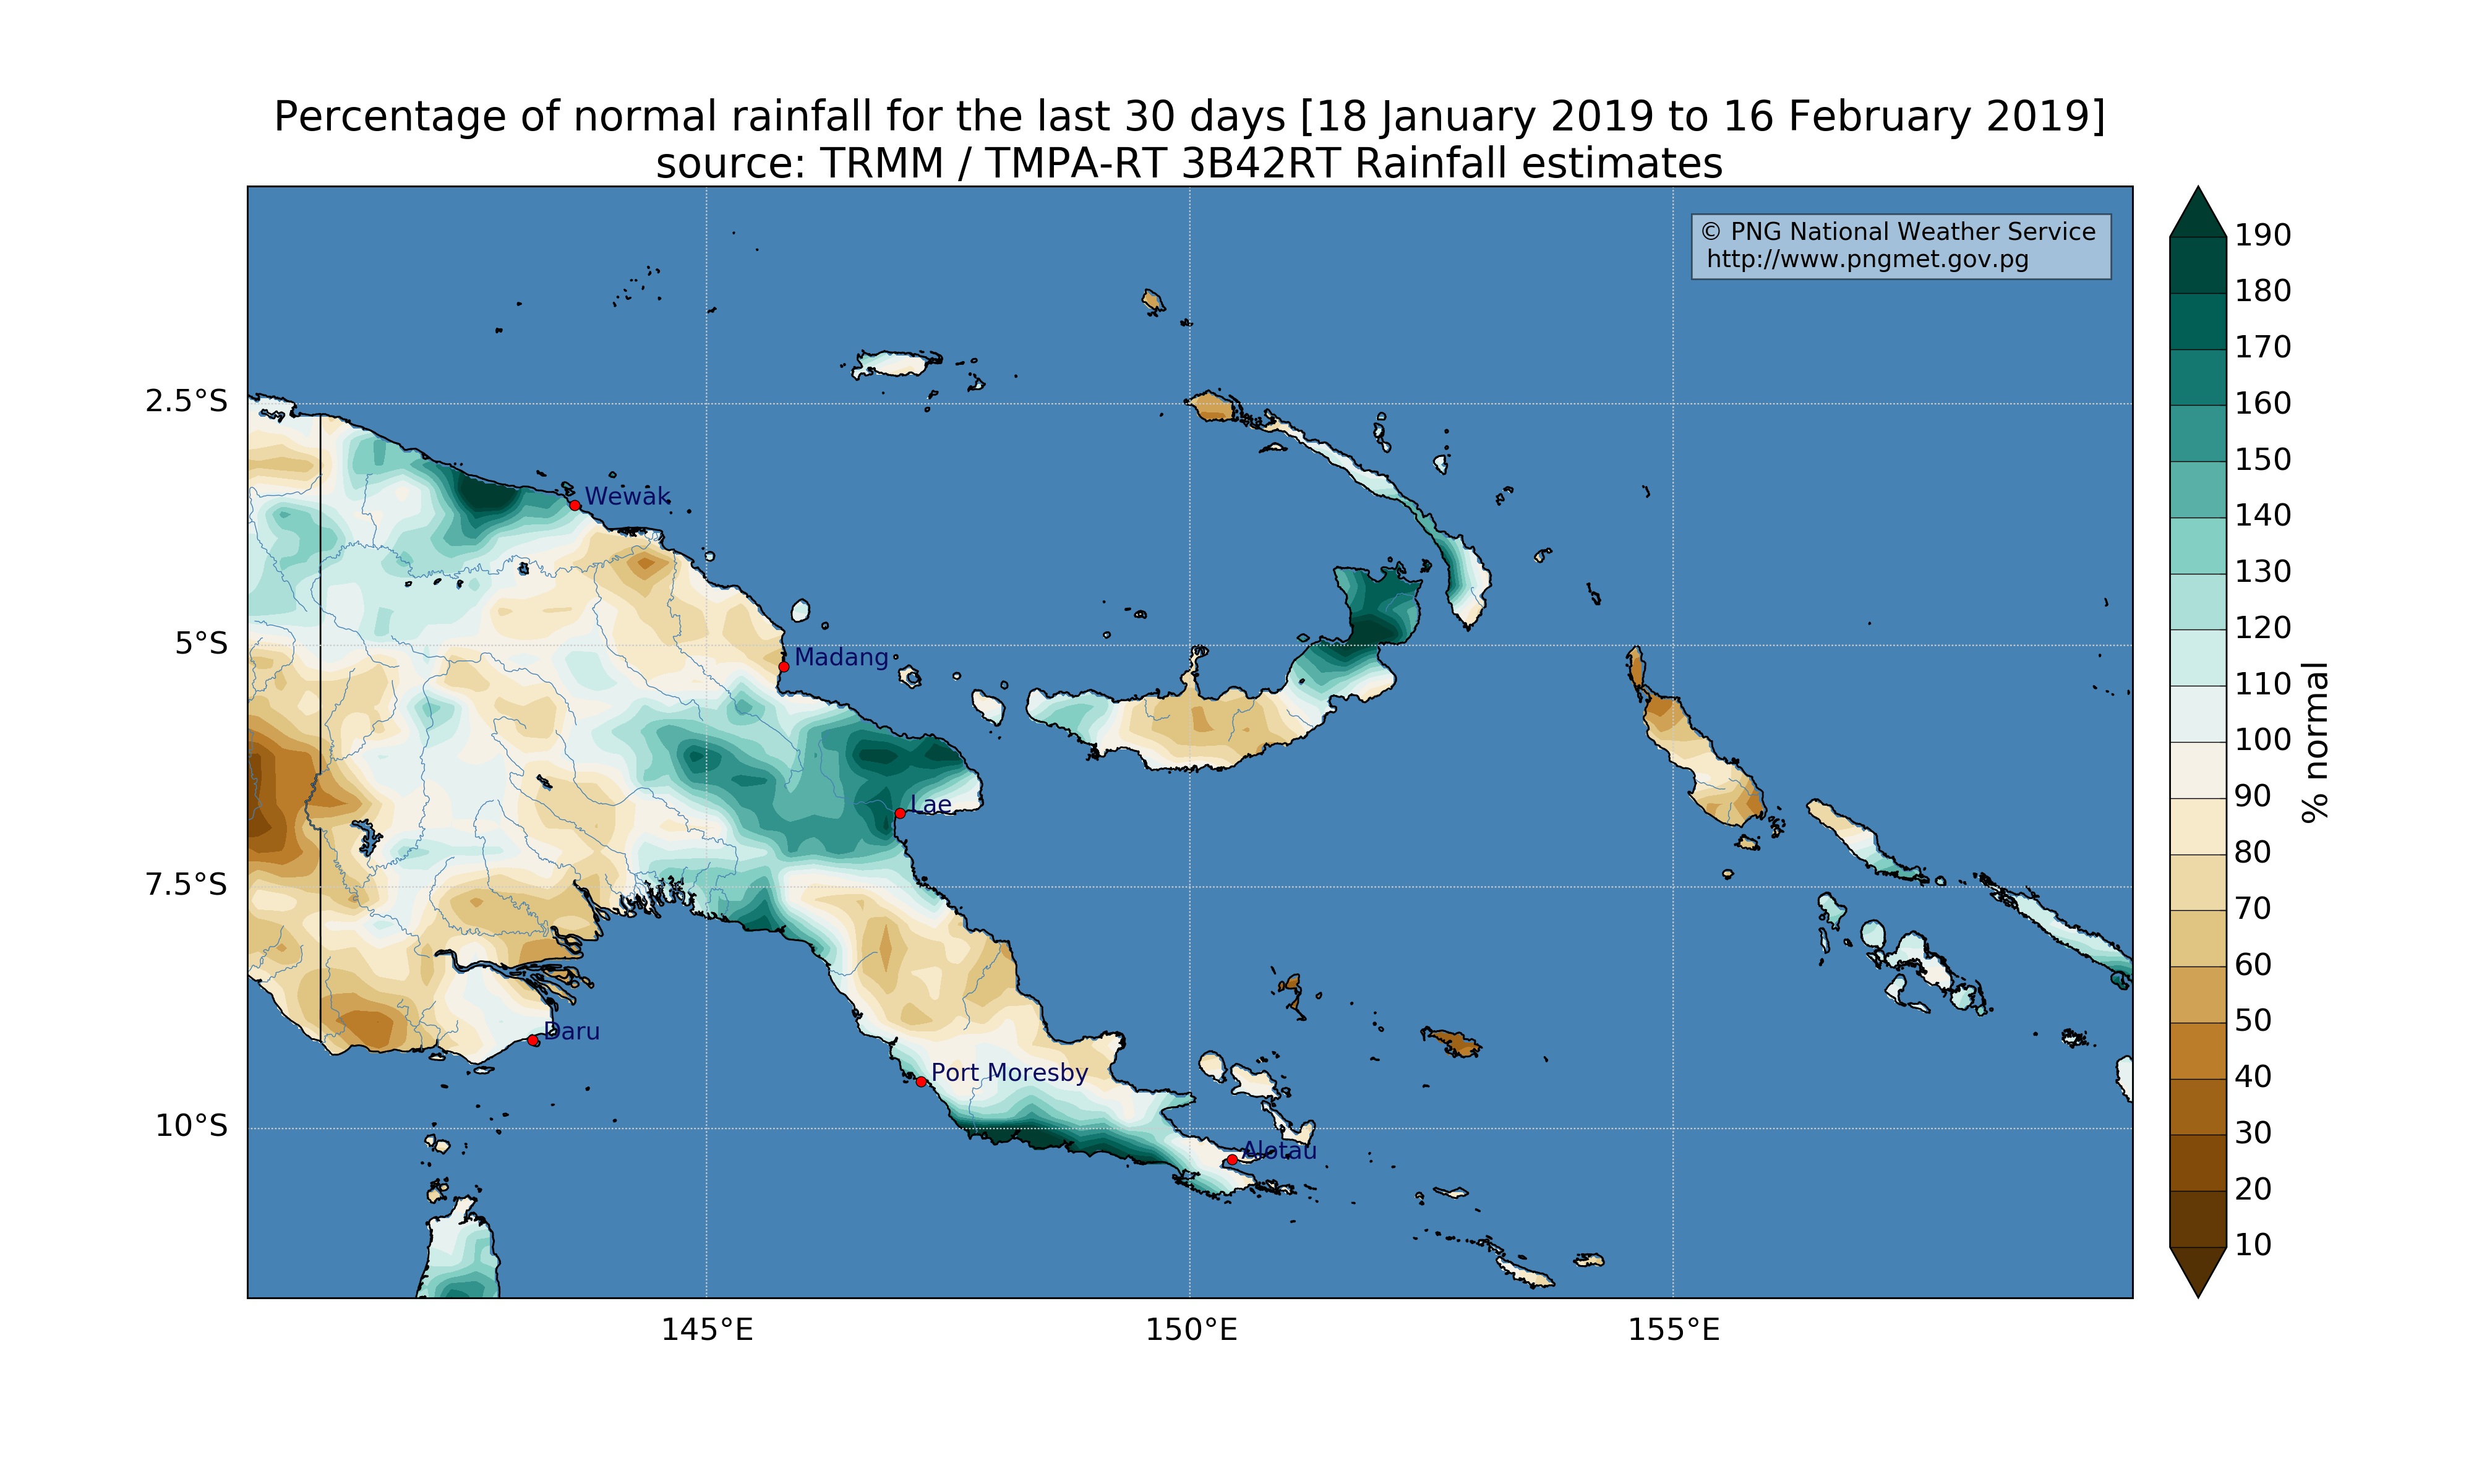 Percentage of normal rainfall for the last 30 days [18 January 2019 to 16 February 2019]
source: TRMM / TMPA-RT 3B42RT Rainfall estimates
© PNG National Weather Service
http://www.pngmet.gov.pg
190
180
170
160
150
140
130
120
110
100
90
80
70
60
50
40
30
20
10
% normal
2.5°S
5°S
7.5°S
10°S
Wewak
Madang
Lae
Daru
Port Moresby
Alotau
145°E
150°E
155°E